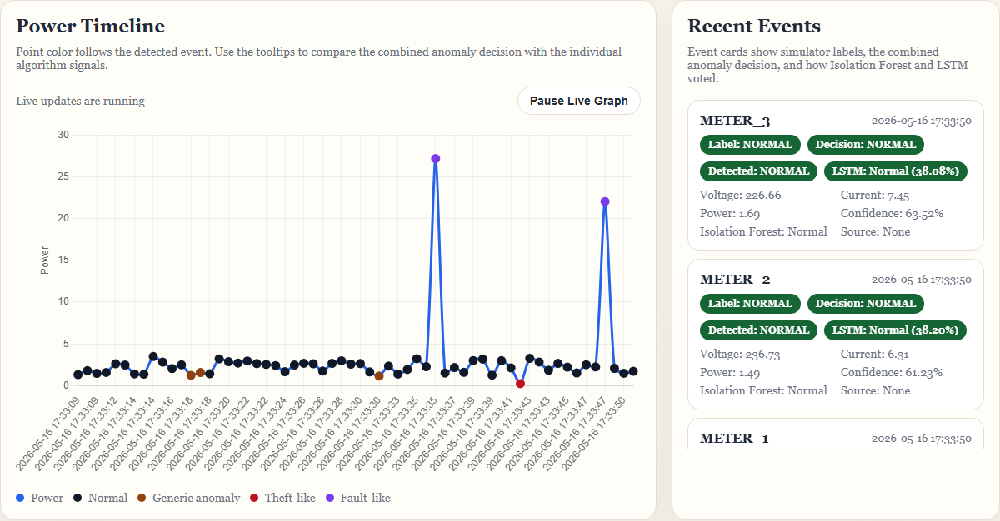 Power Timeline
Point color follows the detected event. Use the tooltips to compare the combined anomaly decision with the individual
algorithm signals.
Live updates are running
Pause Live Graph
30
25
20
15
10
5
0
Power
2026-05-16 17:33:09
2026-05-16 17:33:09
2026-05-16 17:33:12
2026-05-16 17:33:14
2026-05-16 17:33:14
2026-05-16 17:33:16
2026-05-16 17:33:18
2026-05-16 17:33:18
2026-05-16 17:33:20
2026-05-16 17:33:22
2026-05-16 17:33:22
2026-05-16 17:33:24
2026-05-16 17:33:26
2026-05-16 17:33:26
2026-05-16 17:33:28
2026-05-16 17:33:30
2026-05-16 17:33:30
2026-05-16 17:33:33
2026-05-16 17:33:35
2026-05-16 17:33:35
2026-05-16 17:33:37
2026-05-16 17:33:39
2026-05-16 17:33:39
2026-05-16 17:33:41
2026-05-16 17:33:43
2026-05-16 17:33:43
2026-05-16 17:33:45
2026-05-16 17:33:47
2026-05-16 17:33:47
2026-05-16 17:33:50
Power
Normal
Generic anomaly
Theft-like
Fault-like
Recent Events
Event cards show simulator labels, the combined
anomaly decision, and how Isolation Forest and LSTM
voted.
METER_3 2026-05-16 17:33:50
Label: NORMAL Decision: NORMAL
Detected: NORMAL LSTM: Normal (38.08%)
Voltage: 226.66 Current: 7.45
Power: 1.69 Confidence: 63.52%
Isolation Forest: Normal Source: None
METER_2 2026-05-16 17:33:50
Label: NORMAL Decision: NORMAL
Detected: NORMAL LSTM: Normal (38.20%)
Voltage: 236.73 Current: 6.31
Power: 1.49 Confidence: 61.23%
Isolation Forest: Normal Source: None
METER_1 2026-05-16 17:33:50